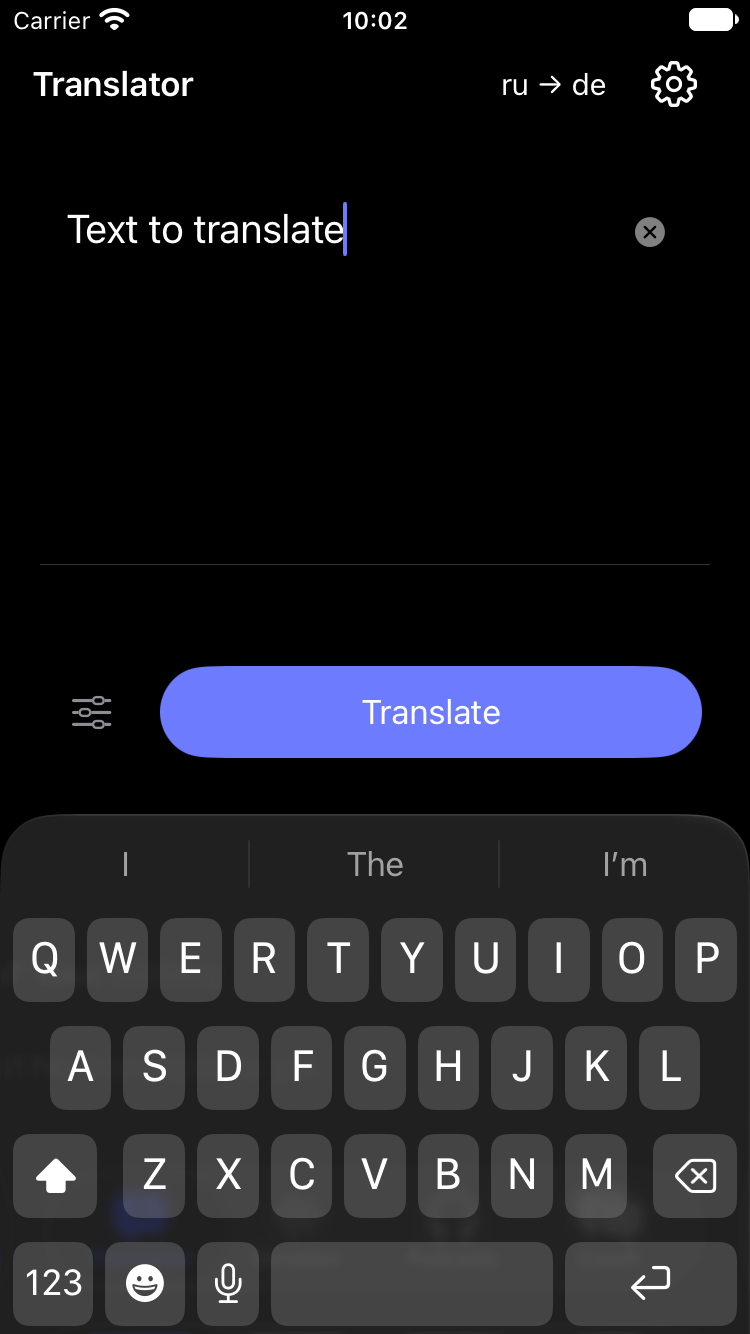 Carrier 10:02
Translator ru → de
Text to translate
Translate
I The I’m
Q W E R T Y U I O P
A S D F G H J K L
Z X C V B N M
123